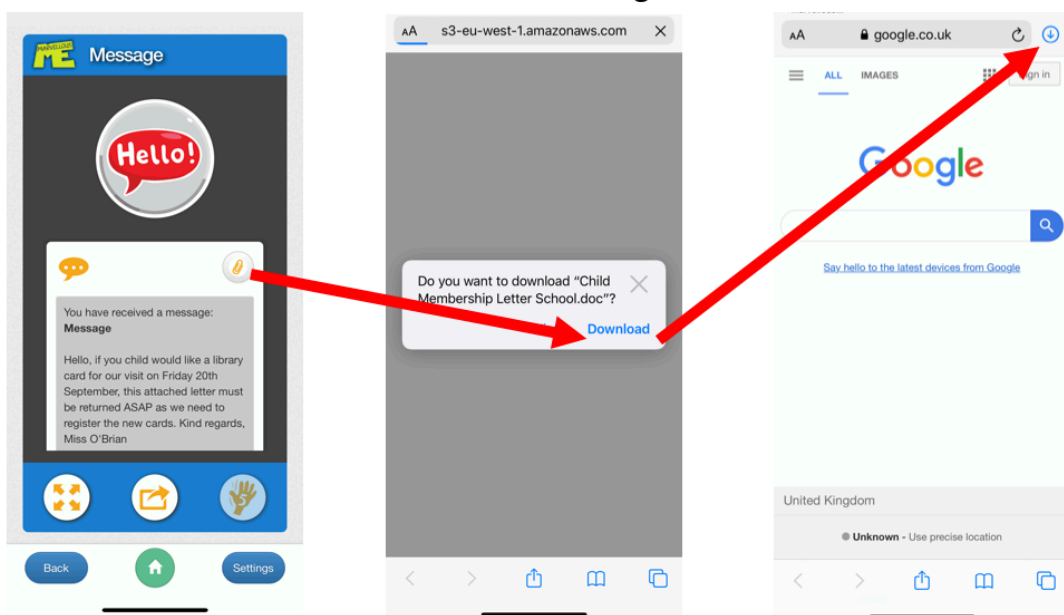 MARVELLOUS
ME
Message
Hello!
You have received a message:
Message
Hello, if you child would like a library
card for our visit on Friday 20th
September, this attached letter must
be returned ASAP as we need to
register the new cards. Kind regards,
Miss O'Brian
5
Back
Settings
AA s3-eu-west-1.amazonaws.com
Do you want to download “Child
Membership Letter School.doc”?
Download
AA google.co.uk
ALL IMAGES
in
Google
Say hello to the latest devices from Google
United Kingdom
Unknown - Use precise location